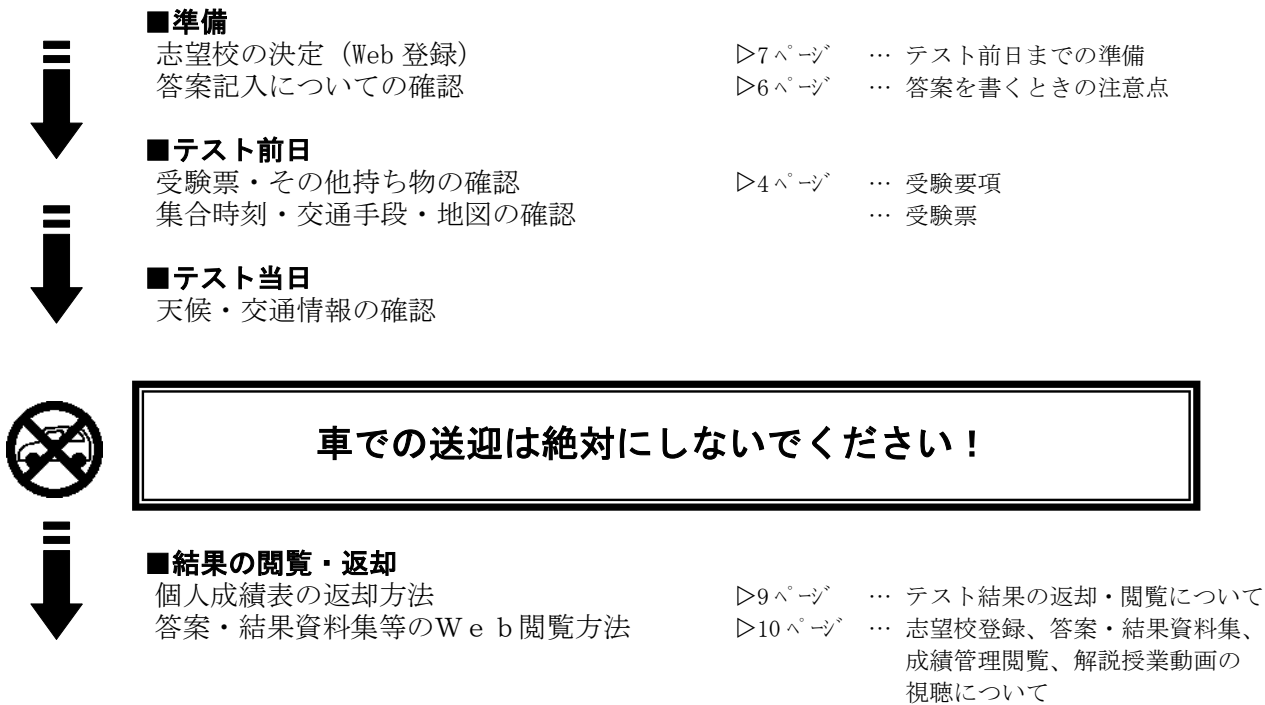 ■準備
志望校の決定（Web 登録） ▷7ページ … テスト前日までの準備
答案記入についての確認 ▷6ページ … 答案を書くときの注意点
■テスト前日
受験票・その他持ち物の確認 ▷4ページ … 受験要項
集合時刻・交通手段・地図の確認 … 受験票
■テスト当日
天候・交通情報の確認
車での送迎は絶対にしないでください！
■結果の閲覧・返却
個人成績表の返却方法 ▷9ページ … テスト結果の返却・閲覧について
答案・結果資料集等のＷｅｂ閲覧方法 ▷10ページ … 志望校登録、答案・結果資料集、
成績管理閲覧、解説授業動画の
視聴について